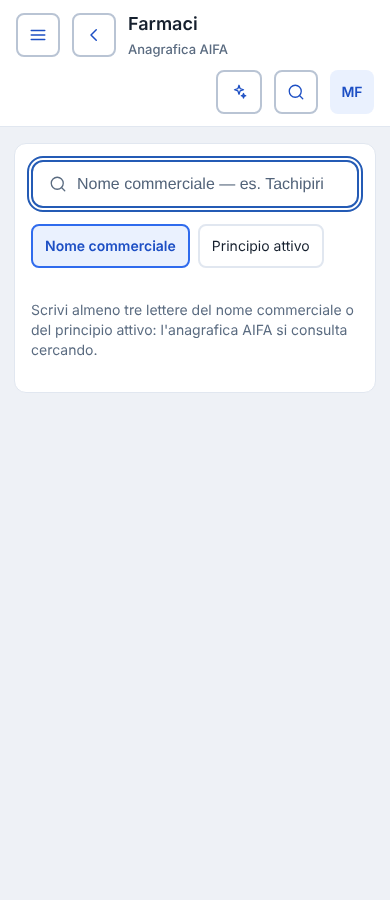 Farmaci
Anagrafica AIFA
MF
Nome commerciale — es. Tachipiri
Nome commerciale
Principio attivo
Scrivi almeno tre lettere del nome commerciale o
del principio attivo: l'anagrafica AIFA si consulta
cercando.